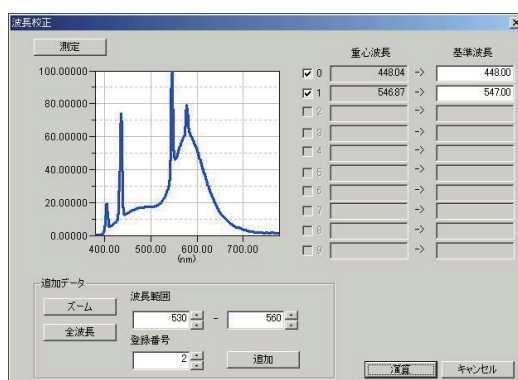 波長校正
測定
重心波長 基準波長
100.00000
80.00000
60.00000
40.00000
20.00000
0.00000
400.00 500.00 600.00 700.00
(nm)
0 448.04 -> 448.00
1 546.87 -> 547.00
2 ->
3 ->
4 ->
5 ->
6 ->
7 ->
8 ->
9 ->
追加データ
ズーム
全波長
波長範囲
530 - 560
登録番号
2 追加
演算 キャンセル